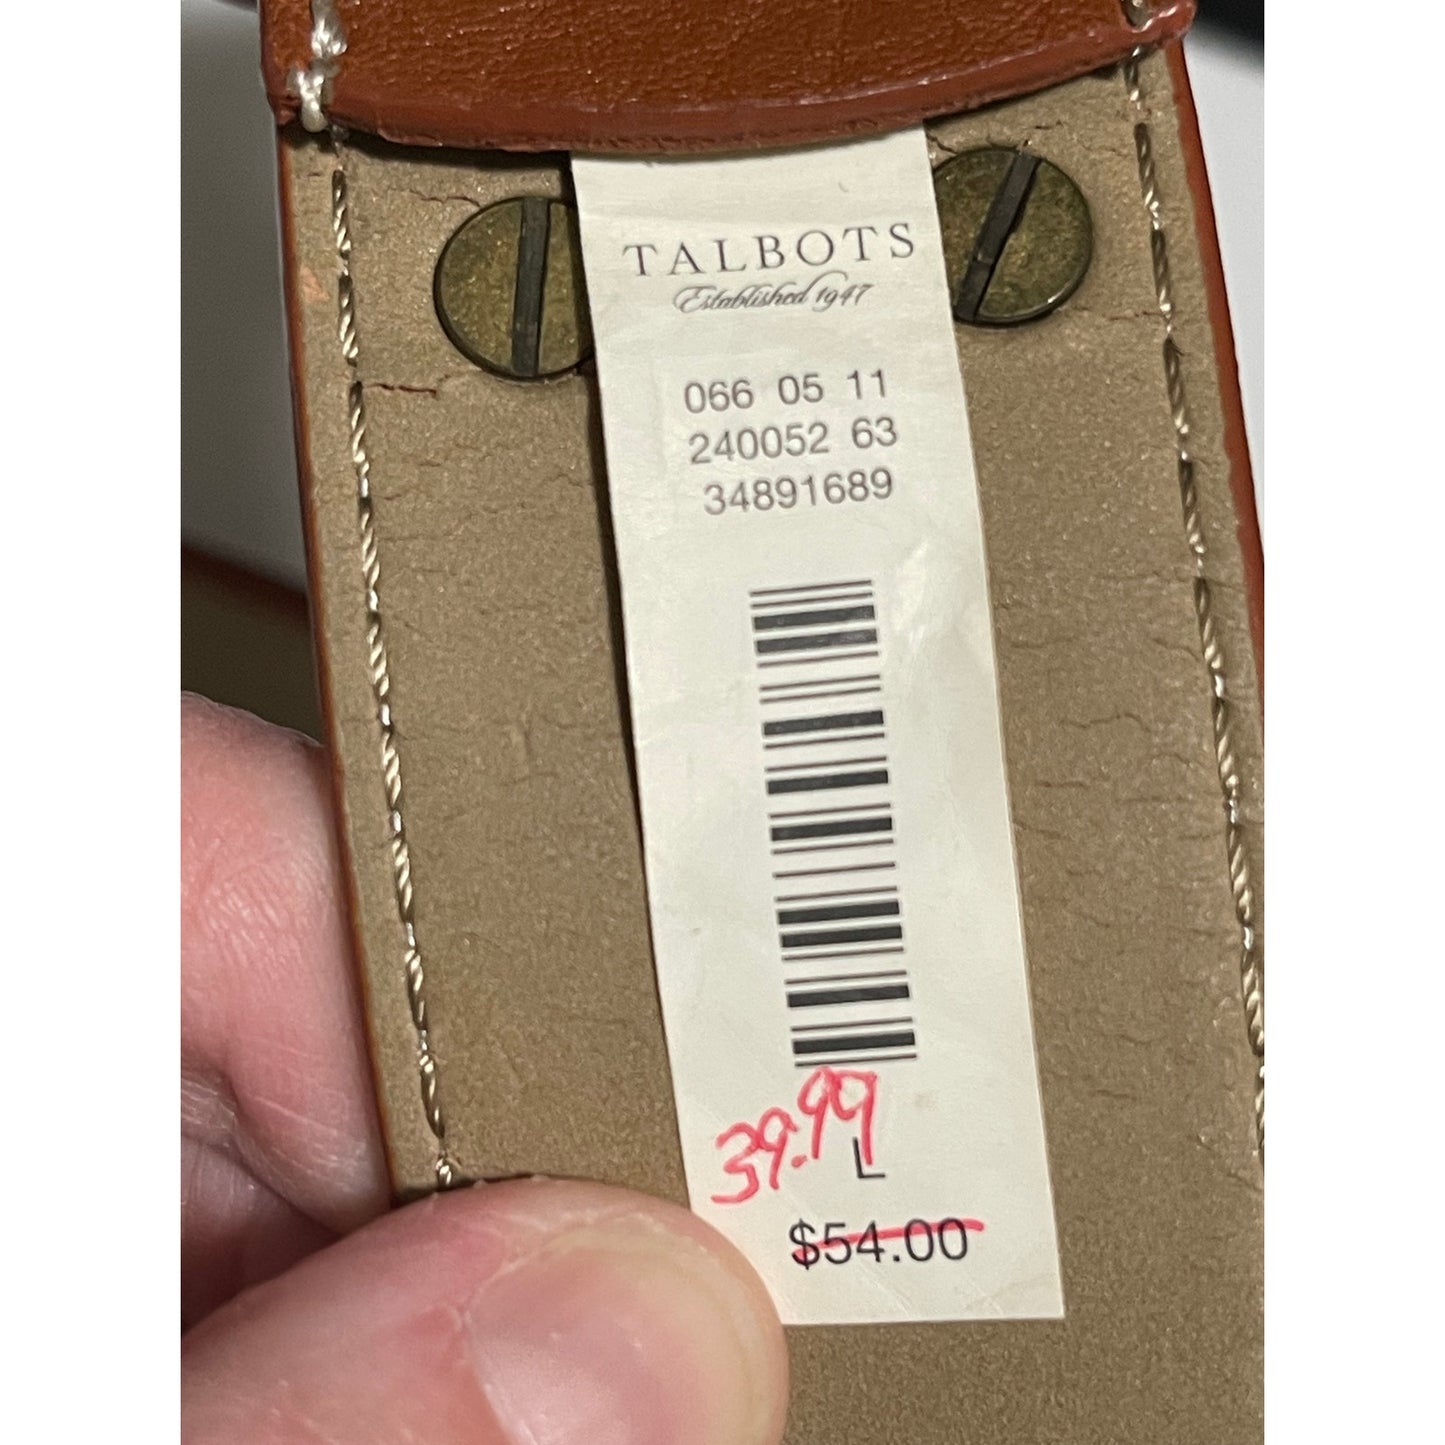 TALBOTS
Established 1947
066 05 11
240052 63
34891689
39.99
L
$54.00